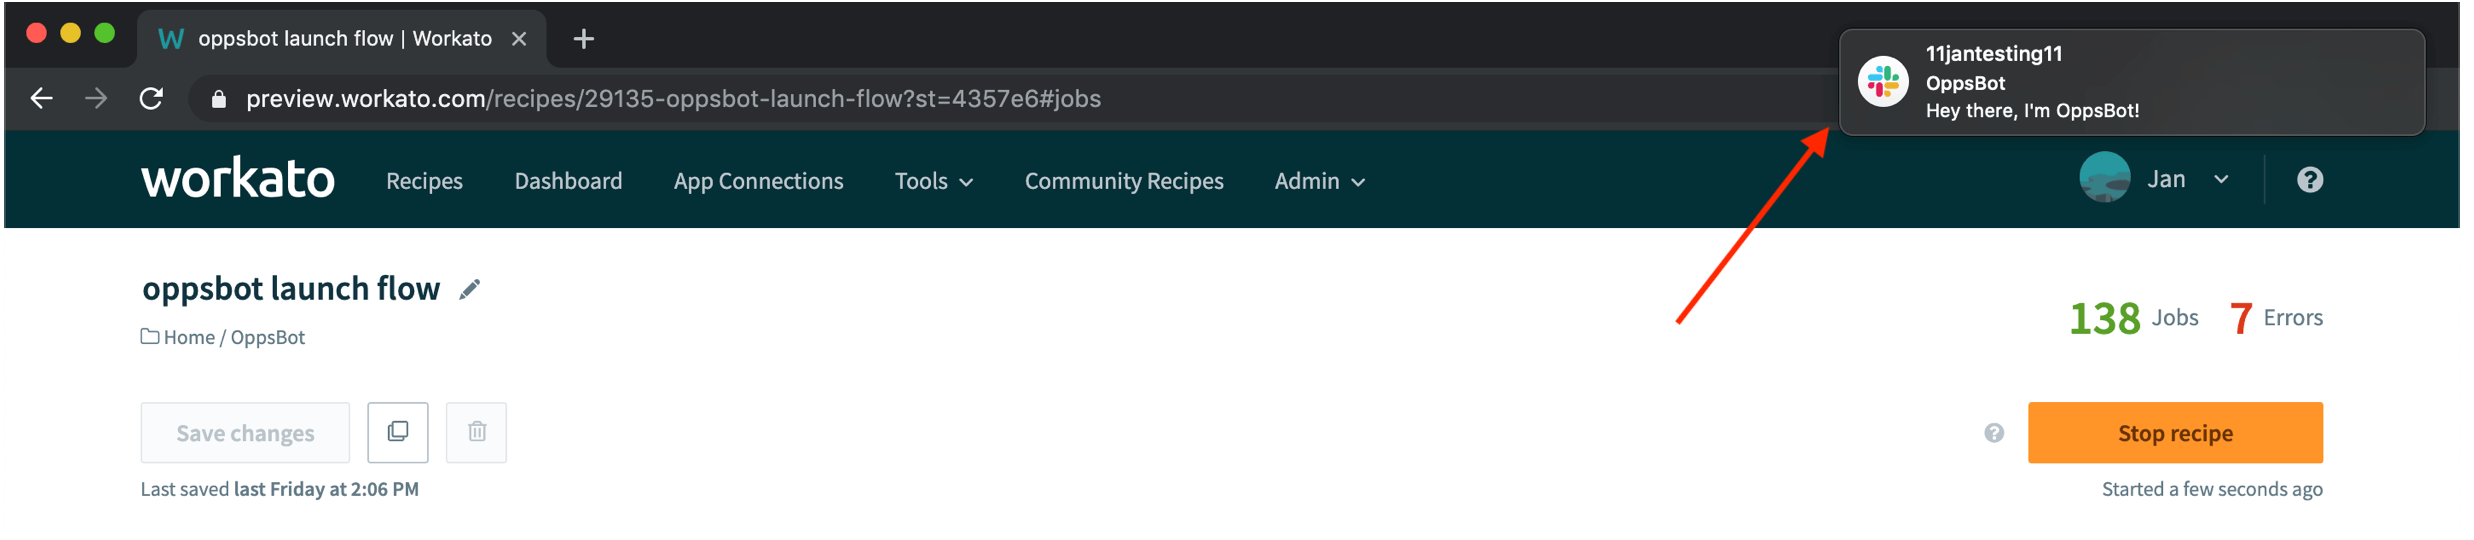 oppsbot launch flow | Workato
11jantesting11
OppsBot
Hey there, I'm OppsBot!
preview.workato.com/recipes/29135-oppsbot-launch-flow?st=4357e6#jobs
workato Recipes Dashboard App Connections Tools Community Recipes Admin Jan
oppsbot launch flow
Home / OppsBot
138 Jobs 7 Errors
Save changes
Stop recipe
Last saved last Friday at 2:06 PM
Started a few seconds ago